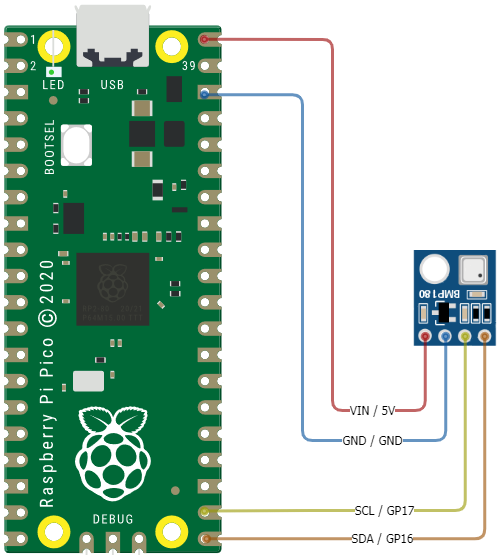 1
2
39
LED
USB
BOOTSEL
Raspberry Pi Pico © 2020
DEBUG
BMP180
VIN / 5V
GND / GND
SCL / GP17
SDA / GP16